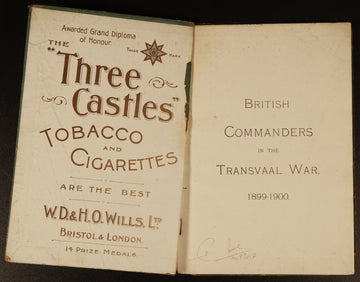 Awarded Grand Diploma
of Honour.
THE
TRADE MARK
"Three
Castles"
TOBACCO
AND
CIGARETTES
ARE THE BEST
W.D.& H.O. WILLS, LTD
BRISTOL & LONDON.
14 PRIZE MEDALS.
BRITISH
COMMANDERS
IN THE
TRANSVAAL WAR,
1899-1900.